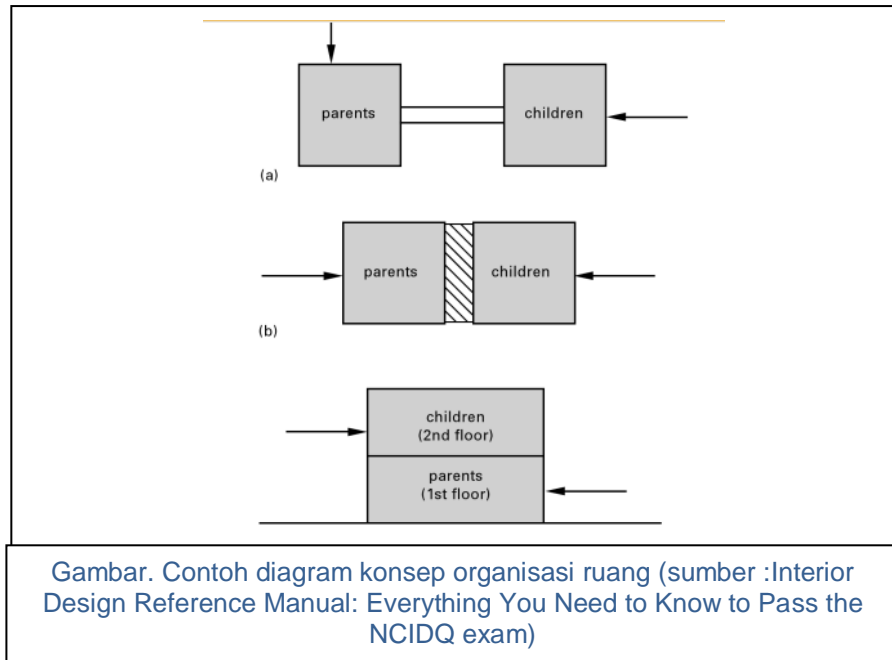 parents
children
(a)
parents
children
(b)
children
(2nd floor)
parents
(1st floor)
Gambar. Contoh diagram konsep organisasi ruang (sumber :Interior
Design Reference Manual: Everything You Need to Know to Pass the
NCIDQ exam)